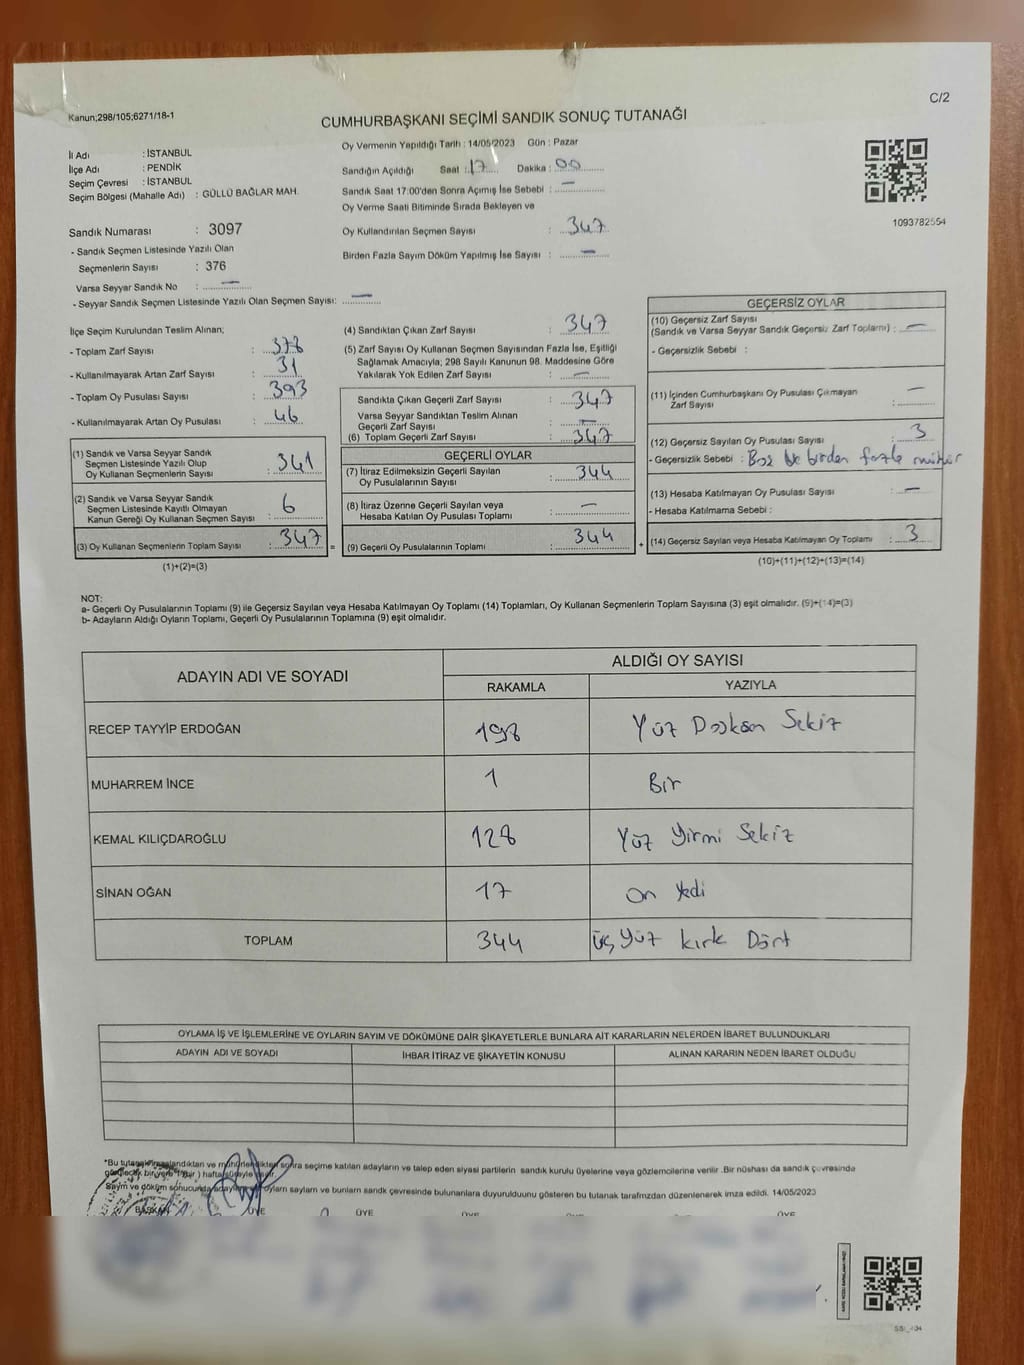 C/2
Kanun;298/105;6271/18-1
CUMHURBAŞKANI SEÇİMİ SANDIK SONUÇ TUTANAĞI
İl Adı : İSTANBUL
İlçe Adı : PENDİK
Seçim Çevresi : İSTANBUL
Seçim Bölgesi (Mahalle Adı) : GÜLLÜ BAĞLAR MAH.
Sandık Numarası : 3097
- Sandık Seçmen Listesinde Yazılı Olan
Seçmenlerin Sayısı : 376
Varsa Seyyar Sandık No : —
- Seyyar Sandık Seçmen Listesinde Yazılı Olan Seçmen Sayısı: —
Oy Vermenin Yapıldığı Tarih : 14/05/2023 Gün : Pazar
Sandığın Açıldığı Saat : 17 Dakika : 00
Sandık Saat 17:00'den Sonra Açımış İse Sebebi : —
Oy Verme Saati Bitiminde Sırada Bekleyen ve
Oy Kullandırılan Seçmen Sayısı : 347
Birden Fazla Sayım Döküm Yapılmış İse Sayısı : —
1093782554
İlçe Seçim Kurulundan Teslim Alınan;
- Toplam Zarf Sayısı : 378
- Kullanılmayarak Artan Zarf Sayısı : 31
- Toplam Oy Pusulası Sayısı : 393
- Kullanılmayarak Artan Oy Pusulası : 46
(1) Sandık ve Varsa Seyyar Sandık
Seçmen Listesinde Yazılı Olup
Oy Kullanan Seçmenlerin Sayısı : 341
(2) Sandık ve Varsa Seyyar Sandık
Seçmen Listesinde Kayıtlı Olmayan
Kanun Gereği Oy Kullanan Seçmen Sayısı : 6
(3) Oy Kullanan Seçmenlerin Toplam Sayısı : 347 =
(1)+(2)=(3)
(4) Sandıktan Çıkan Zarf Sayısı : 347
(5) Zarf Sayısı Oy Kullanan Seçmen Sayısından Fazla İse, Eşitliği
Sağlamak Amacıyla; 298 Sayılı Kanunun 98. Maddesine Göre
Yakılarak Yok Edilen Zarf Sayısı : —
Sandıkta Çıkan Geçerli Zarf Sayısı : 347
Varsa Seyyar Sandıktan Teslim Alınan
Geçerli Zarf Sayısı : —
(6) Toplam Geçerli Zarf Sayısı : 347
GEÇERLİ OYLAR
(7) İtiraz Edilmeksizin Geçerli Sayılan
Oy Pusulalarının Sayısı : 344
(8) İtiraz Üzerine Geçerli Sayılan veya
Hesaba Katılan Oy Pusulası Toplamı : —
(9) Geçerli Oy Pusulalarının Toplamı : 344 +
GEÇERSİZ OYLAR
(10) Geçersiz Zarf Sayısı
(Sandık ve Varsa Seyyar Sandık Geçersiz Zarf Toplamı) : —
- Geçersizlik Sebebi :
(11) İçinden Cumhurbaşkanı Oy Pusulası Çıkmayan
Zarf Sayısı : —
(12) Geçersiz Sayılan Oy Pusulası Sayısı : 3
- Geçersizlik Sebebi : Boş ve birden fazla mühür
(13) Hesaba Katılmayan Oy Pusulası Sayısı : —
- Hesaba Katılmama Sebebi :
(14) Geçersiz Sayılan veya Hesaba Katılmayan Oy Toplamı : 3
(10)+(11)+(12)+(13)=(14)
NOT:
a- Geçerli Oy Pusulalarının Toplamı (9) ile Geçersiz Sayılan veya Hesaba Katılmayan Oy Toplamı (14) Toplamları, Oy Kullanan Seçmenlerin Toplam Sayısına (3) eşit olmalıdır. (9)+(14)=(3)
b- Adayların Aldığı Oyların Toplamı, Geçerli Oy Pusulalarının Toplamına (9) eşit olmalıdır.
ADAYIN ADI VE SOYADI ALDIĞI OY SAYISI
RAKAMLA YAZIYLA
RECEP TAYYİP ERDOĞAN 198 Yüz Doksan Sekiz
MUHARREM İNCE 1 Bir
KEMAL KILIÇDAROĞLU 128 Yüz Yirmi Sekiz
SİNAN OĞAN 17 On Yedi
TOPLAM 344 Üç Yüz Kırk Dört
OYLAMA İŞ VE İŞLEMLERİNE VE OYLARIN SAYIM VE DÖKÜMÜNE DAİR ŞİKAYETLERLE BUNLARA AİT KARARLARIN NELERDEN İBARET BULUNDUKLARI
ADAYIN ADI VE SOYADI İHBAR İTİRAZ VE ŞİKAYETİN KONUSU ALINAN KARARIN NEDEN İBARET OLDUĞU
*Bu sonra seçime katılan adayların ve talep eden siyasi partilerin sandık kurulu üyelerine veya gözlemcilerine verilir .Bir nüshası da sandık çevresinde
hafta süreyle
Sayım ve döküm sonucunda oyların sayılan ve bunların sandık çevresinde bulunanlara duyurulduunu gösteren bu tutanak tarafmızdan düzenlenerek imza edildi. 14/05/2023
BAŞKAN ÜYE ÜYE ÜYE ÜYE ÜYE